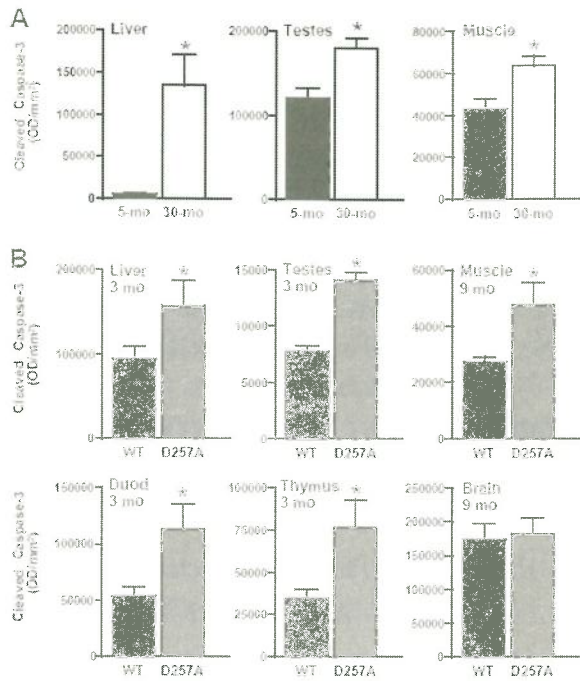 A
Cleaved Caspase-3
(OD/mm²)
Liver
200000
150000
100000
50000
0
5-mo 30-mo
*
Testes
200000
100000
0
5-mo 30-mo
*
Muscle
80000
60000
40000
20000
0
5-mo 30-mo
*
B
Cleaved Caspase-3
(OD/mm²)
Liver
3 mo
200000
100000
0
WT D257A
*
Testes
3 mo
15000
10000
5000
0
WT D257A
*
Muscle
9 mo
60000
40000
20000
0
WT D257A
*
Cleaved Caspase-3
(OD/mm²)
Duod
3 mo
150000
100000
50000
0
WT D257A
*
Thymus
3 mo
100000
75000
50000
25000
0
WT D257A
*
Brain
9 mo
250000
200000
150000
100000
50000
0
WT D257A